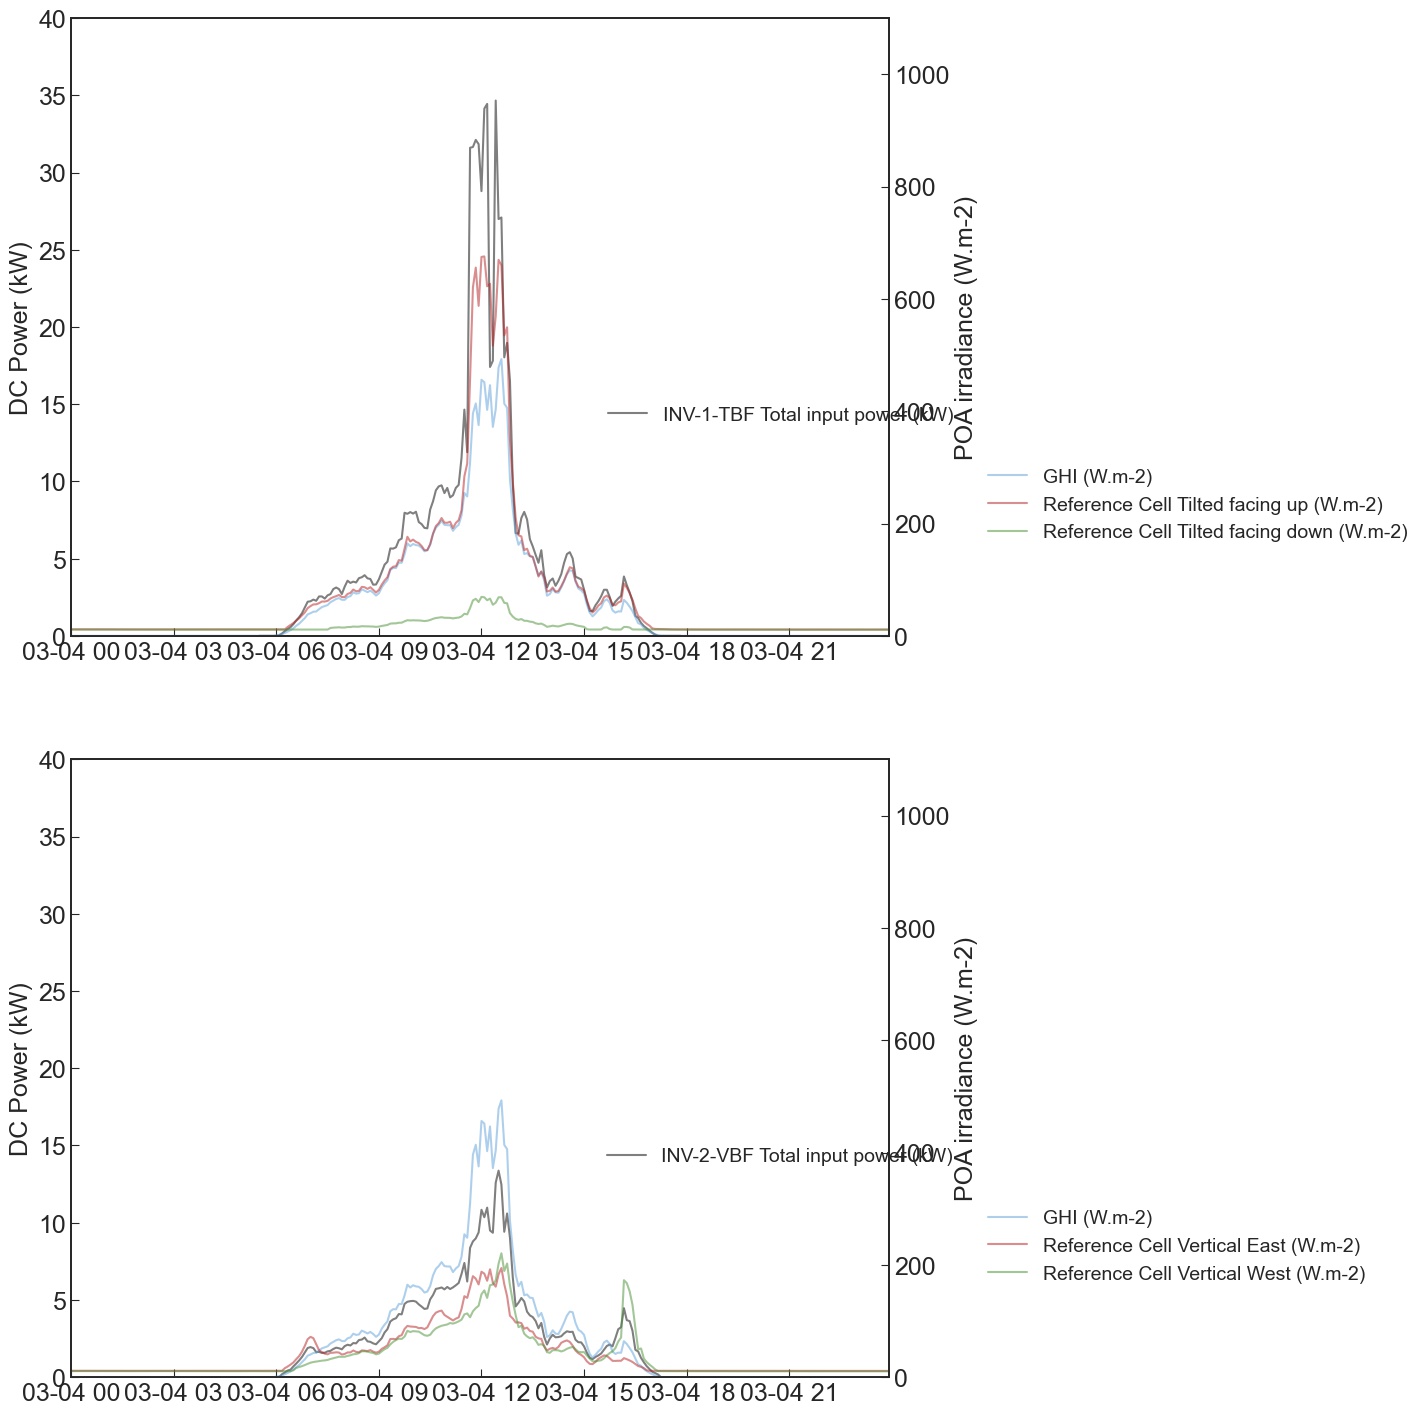 40
35
30
25
20
15
10
5
0
DC Power (kW)
03-04 00 03-04 03 03-04 06 03-04 09 03-04 12 03-04 15 03-04 18 03-04 21
1000
800
600
400
200
0
POA irradiance (W.m-2)
INV-1-TBF Total input power (kW)
GHI (W.m-2)
Reference Cell Tilted facing up (W.m-2)
Reference Cell Tilted facing down (W.m-2)
40
35
30
25
20
15
10
5
0
DC Power (kW)
03-04 00 03-04 03 03-04 06 03-04 09 03-04 12 03-04 15 03-04 18 03-04 21
1000
800
600
400
200
0
POA irradiance (W.m-2)
INV-2-VBF Total input power (kW)
GHI (W.m-2)
Reference Cell Vertical East (W.m-2)
Reference Cell Vertical West (W.m-2)